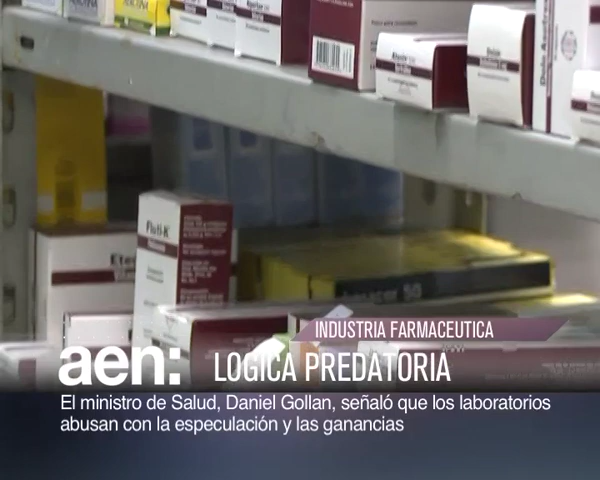 Fluti-K
INDUSTRIA FARMACEUTICA
aen:
LOGICA PREDATORIA
El ministro de Salud, Daniel Gollan, señaló que los laboratorios
abusan con la especulación y las ganancias